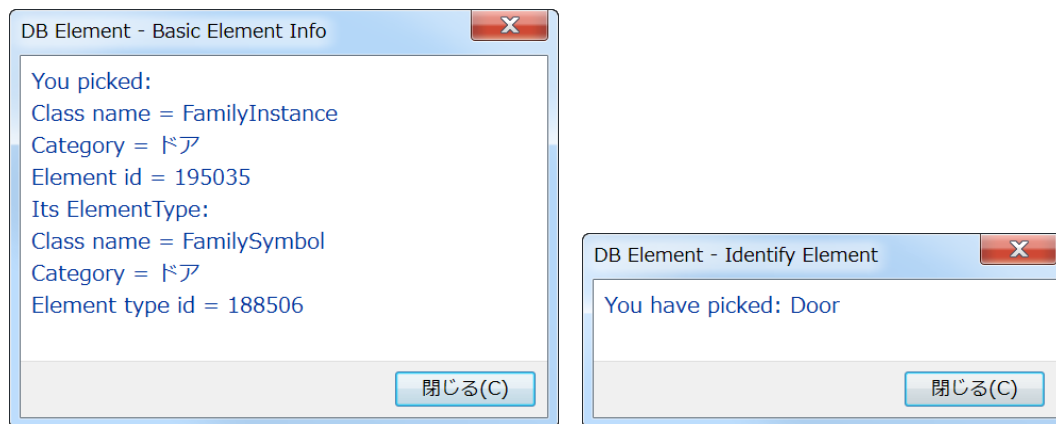 DB Element - Basic Element Info
You picked:
Class name = FamilyInstance
Category = ドア
Element id = 195035
Its ElementType:
Class name = FamilySymbol
Category = ドア
Element type id = 188506
閉じる(C)
DB Element - Identify Element
You have picked: Door
閉じる(C)